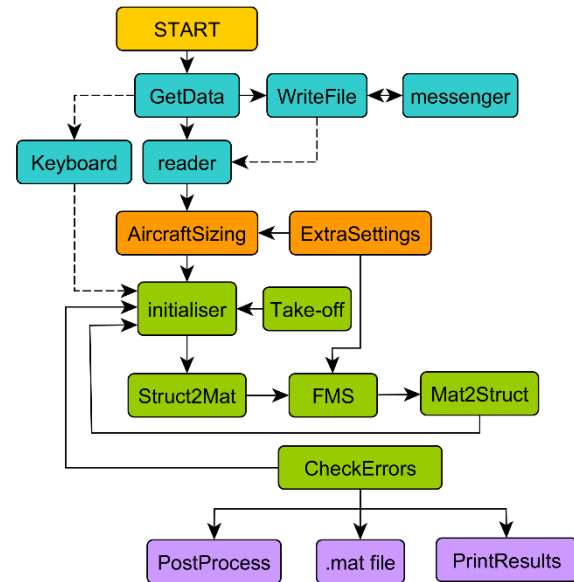 START
GetData
WriteFile
messenger
Keyboard
reader
AircraftSizing
ExtraSettings
initialiser
Take-off
Struct2Mat
FMS
Mat2Struct
CheckErrors
PostProcess
.mat file
PrintResults